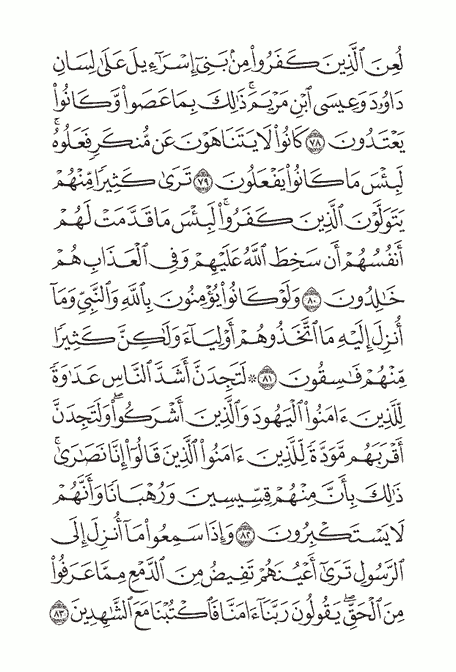 لُعِنَ ٱلَّذِينَ كَفَرُواْ مِنۢ بَنِىٓ إِسْرَٰٓءِيلَ عَلَىٰ لِسَانِ
دَاوُۥدَ وَعِيسَى ٱبْنِ مَرْيَمَ ۚ ذَٰلِكَ بِمَا عَصَواْ وَّكَانُواْ
يَعْتَدُونَ ٧٨ كَانُواْ لَا يَتَنَاهَوْنَ عَن مُّنكَرٍ فَعَلُوهُ ۚ
لَبِئْسَ مَا كَانُواْ يَفْعَلُونَ ٧٩ تَرَىٰ كَثِيرًا مِّنْهُمْ
يَتَوَلَّوْنَ ٱلَّذِينَ كَفَرُواْ ۚ لَبِئْسَ مَا قَدَّمَتْ لَهُمْ
أَنفُسُهُمْ أَن سَخِطَ ٱللَّهُ عَلَيْهِمْ وَفِى ٱلْعَذَابِ هُمْ
خَٰلِدُونَ ٨٠ وَلَوْ كَانُواْ يُؤْمِنُونَ بِٱللَّهِ وَٱلنَّبِىِّ وَمَآ
أُنزِلَ إِلَيْهِ مَا ٱتَّخَذُوهُمْ أَوْلِيَآءَ وَلَٰكِنَّ كَثِيرًا
مِّنْهُمْ فَٰسِقُونَ ٨١ ۞ لَتَجِدَنَّ أَشَدَّ ٱلنَّاسِ عَدَٰوَةً
لِّلَّذِينَ ءَامَنُواْ ٱلْيَهُودَ وَٱلَّذِينَ أَشْرَكُواْ ۖ وَلَتَجِدَنَّ
أَقْرَبَهُم مَّوَدَّةً لِّلَّذِينَ ءَامَنُواْ ٱلَّذِينَ قَالُوٓاْ إِنَّا نَصَٰرَىٰ ۚ
ذَٰلِكَ بِأَنَّ مِنْهُمْ قِسِّيسِينَ وَرُهْبَانًا وَأَنَّهُمْ
لَا يَسْتَكْبِرُونَ ٨٢ وَإِذَا سَمِعُواْ مَآ أُنزِلَ إِلَى
ٱلرَّسُولِ تَرَىٰٓ أَعْيُنَهُمْ تَفِيضُ مِنَ ٱلدَّمْعِ مِمَّا عَرَفُواْ
مِنَ ٱلْحَقِّ ۖ يَقُولُونَ رَبَّنَآ ءَامَنَّا فَٱكْتُبْنَا مَعَ ٱلشَّٰهِدِينَ ٨٣